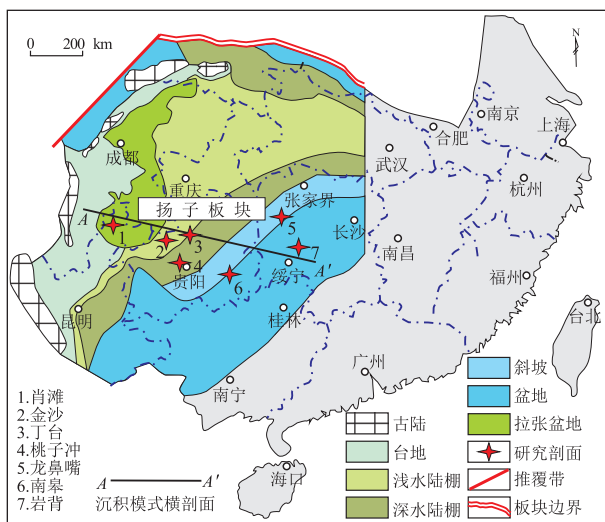 0 200 km
N
成都
重庆
扬子板块
A
1
2
3
4
贵阳
昆明
张家界
5
长沙
7
绥宁
A′
6
桂林
南宁
武汉
合肥
南京
上海
杭州
南昌
福州
台北
广州
海口
1.肖滩
2.金沙
3.丁台
4.桃子冲
5.龙鼻嘴
6.南皋
7.岩背
A A′
沉积模式横剖面
古陆
台地
浅水陆棚
深水陆棚
斜坡
盆地
拉张盆地
研究剖面
推覆带
板块边界